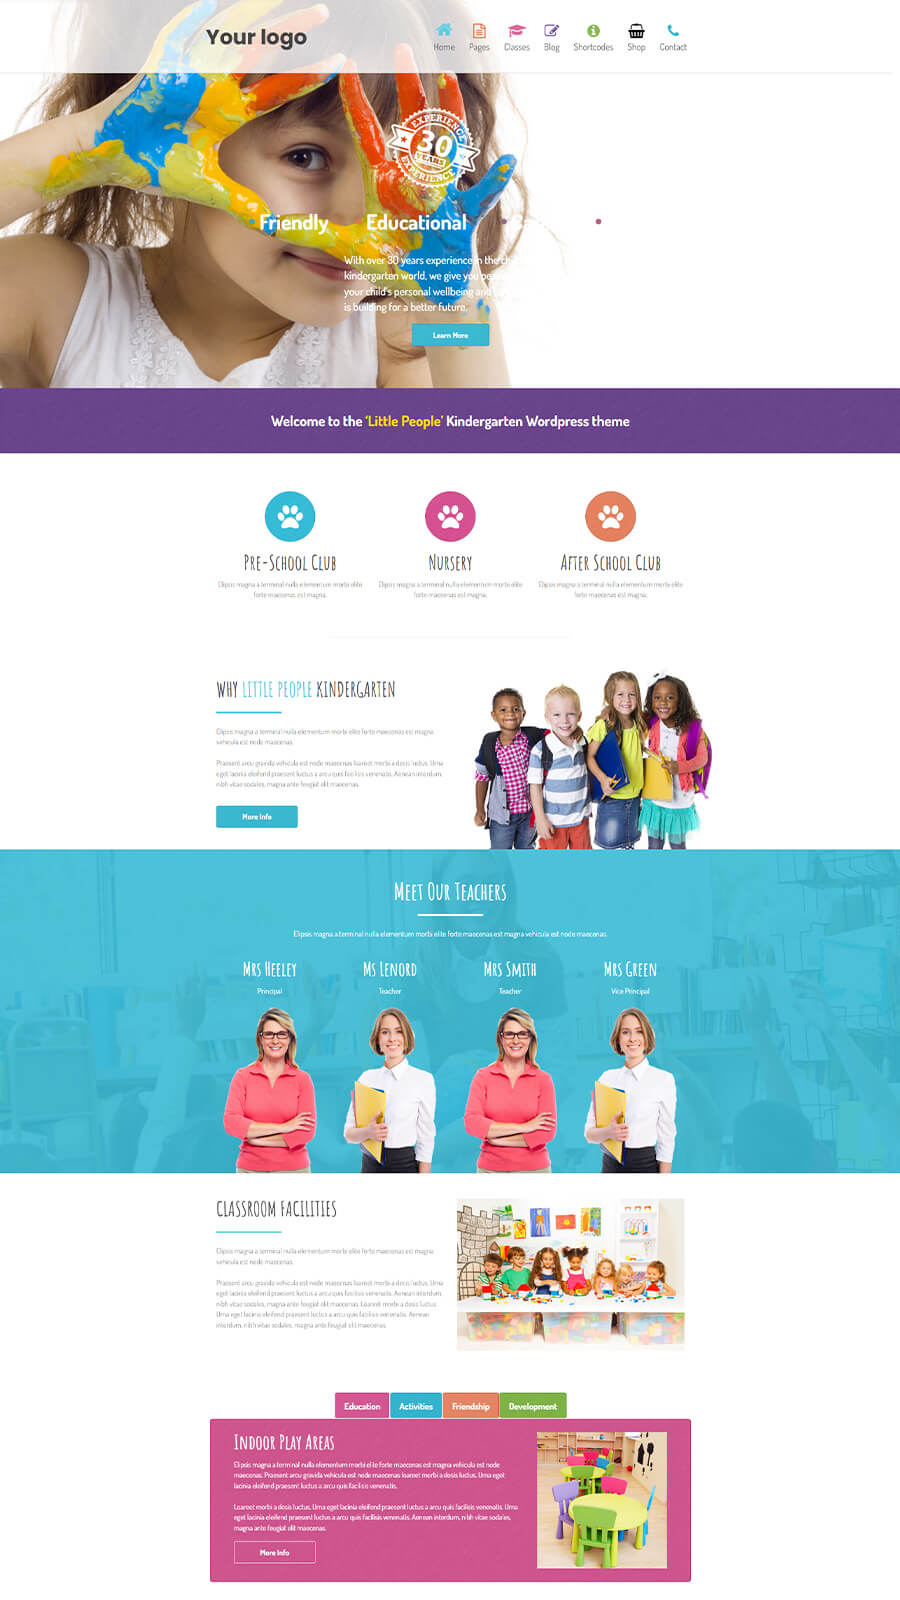 Your logo
Home Pages Classes Blog Shortcodes Shop Contact
EXPERIENCE
30
YEARS
EXPERIENCE
Friendly Educational
With over 30 years experience in the
kindergarten world, we give you
your child's personal wellbeing and
is building for a better future.
Learn More
Welcome to the 'Little People' Kindergarten Wordpress theme
Pre-School Club
Elipsis magna a terminal nulla elementum morbi elite
forte maecenas est magna.
Nursery
Elipsis magna a terminal nulla elementum morbi elite
forte maecenas est magna.
After School Club
Elipsis magna a terminal nulla elementum morbi elite
forte maecenas est magna.
WHY LITTLE PEOPLE KINDERGARTEN
Elipsis magna a terminal nulla elementum morbi elite forte maecenas est magna
vehicula est node maecenas.
Praesent arcu gravida vehicula est node maecenas loareet morbi a dosis luctus. Urna
eget lacinia eleifend praesent luctus a arcu quis facilisis venenatis. Aenean interdum,
nibh vitae sodales, magna ante feugiat elit maecenas.
More Info
Meet Our Teachers
Elipsis magna a terminal nulla elementum morbi elite forte maecenas est magna vehicula est node maecenas.
Mrs Heeley
Principal
Ms Lenord
Teacher
Mrs Smith
Teacher
Mrs Green
Vice Principal
CLASSROOM FACILITIES
Elipsis magna a terminal nulla elementum morbi elite forte maecenas est magna
vehicula est node maecenas.
Praesent arcu gravida vehicula est node maecenas loareet morbi a dosis luctus. Urna
eget lacinia eleifend praesent luctus a arcu quis facilisis venenatis. Aenean interdum,
nibh vitae sodales, magna ante feugiat elit maecenas. Loareet morbi a dosis luctus.
Urna eget lacinia eleifend praesent luctus a arcu quis facilisis venenatis. Aenean
interdum, nibh vitae sodales, magna ante feugiat elit maecenas.
Education Activities Friendship Development
Indoor Play Areas
Elipsis magna a terminal nulla elementum morbi elite forte maecenas est magna vehicula est node
maecenas. Praesent arcu gravida vehicula est node maecenas loareet morbi a dosis luctus. Urna eget
lacinia eleifend praesent luctus a arcu quis facilisis venenatis.
Loareet morbi a dosis luctus. Urna eget lacinia eleifend praesent luctus a arcu quis facilisis venenatis.
Urna eget lacinia eleifend praesent luctus a arcu quis facilisis venenatis. Aenean interdum, nibh vitae sodales,
magna ante feugiat elit maecenas.
More Info